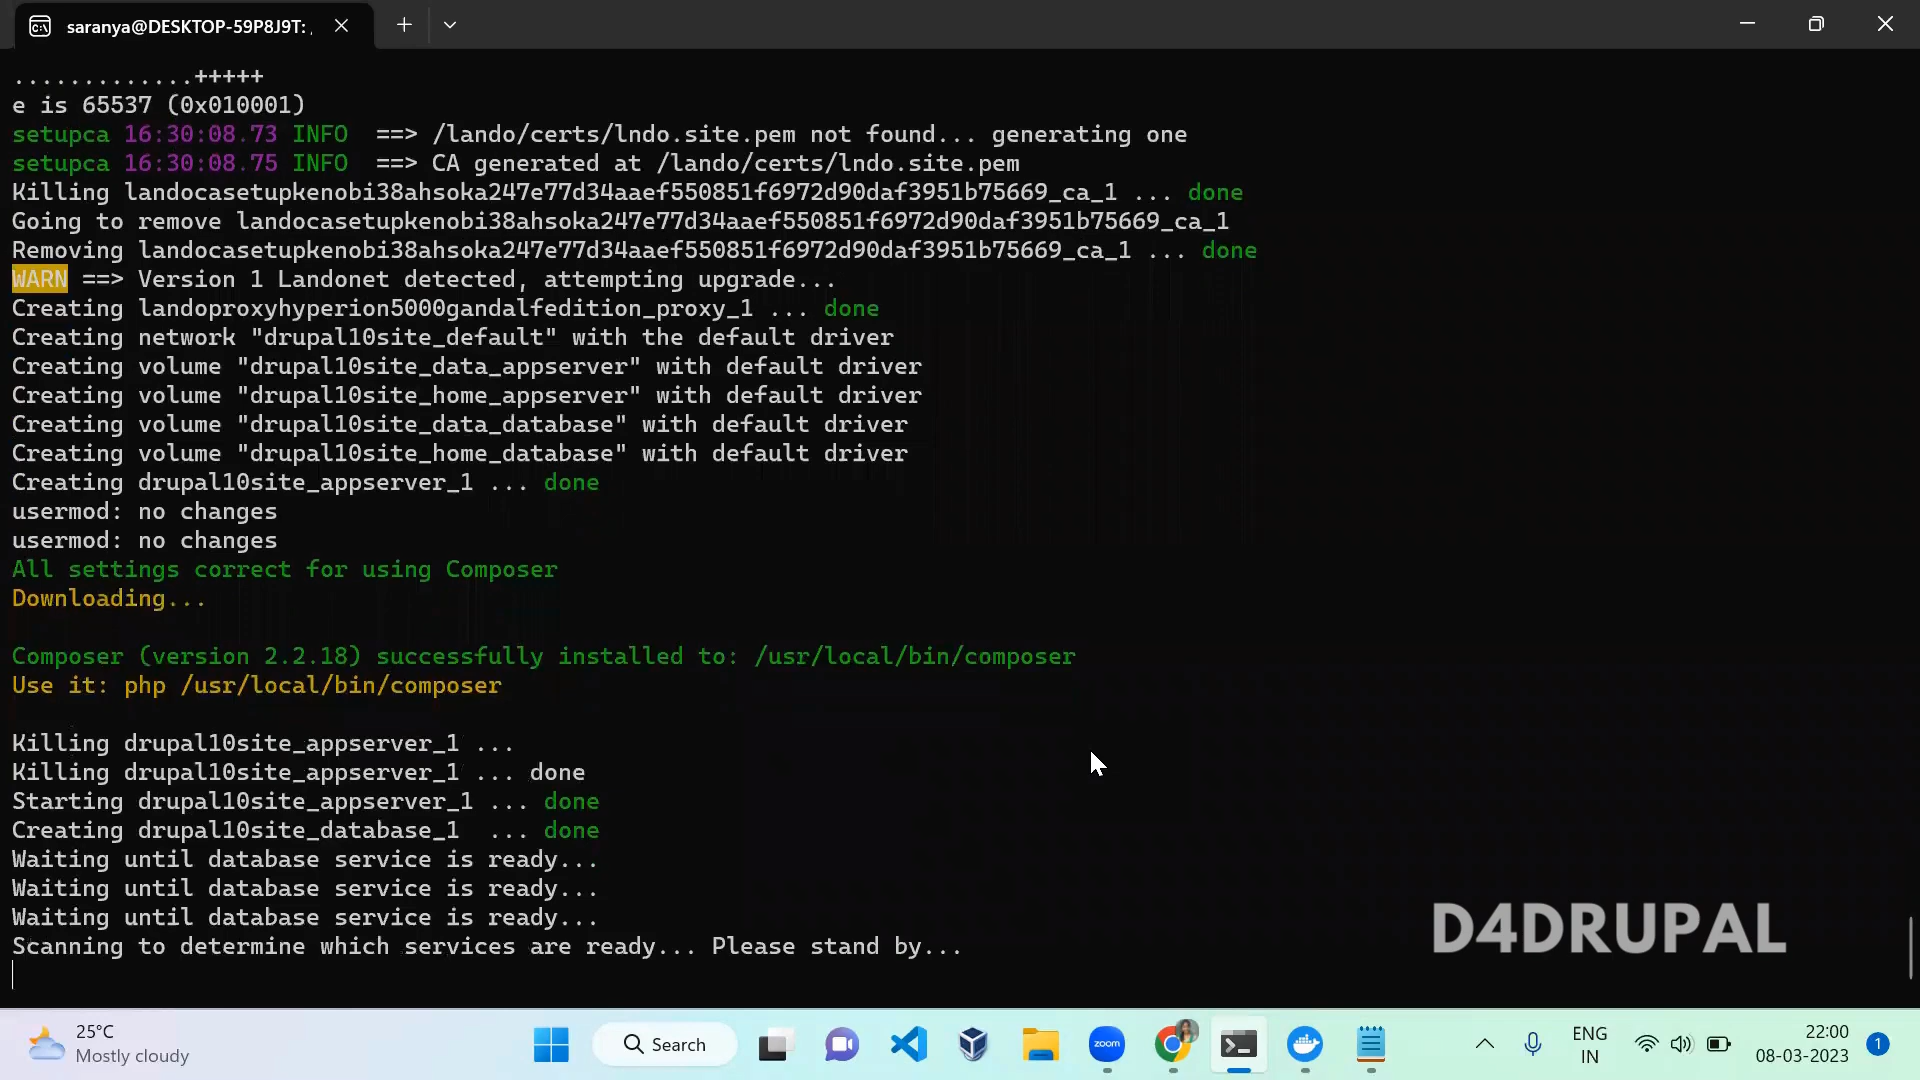 saranya@DESKTOP-59P8J9T: ,
.............+++++
e is 65537 (0x010001)
setupca 16:30:08.73 INFO  ==> /lando/certs/lndo.site.pem not found... generating one
setupca 16:30:08.75 INFO  ==> CA generated at /lando/certs/lndo.site.pem
Killing landocasetupkenobi38ahsoka247e77d34aaef550851f6972d90daf3951b75669_ca_1 ... done
Going to remove landocasetupkenobi38ahsoka247e77d34aaef550851f6972d90daf3951b75669_ca_1
Removing landocasetupkenobi38ahsoka247e77d34aaef550851f6972d90daf3951b75669_ca_1 ... done
WARN ==> Version 1 Landonet detected, attempting upgrade...
Creating landoproxyhyperion5000gandalfedition_proxy_1 ... done
Creating network "drupal10site_default" with the default driver
Creating volume "drupal10site_data_appserver" with default driver
Creating volume "drupal10site_home_appserver" with default driver
Creating volume "drupal10site_data_database" with default driver
Creating volume "drupal10site_home_database" with default driver
Creating drupal10site_appserver_1 ... done
usermod: no changes
usermod: no changes
All settings correct for using Composer
Downloading...
Composer (version 2.2.18) successfully installed to: /usr/local/bin/composer
Use it: php /usr/local/bin/composer
Killing drupal10site_appserver_1 ...
Killing drupal10site_appserver_1 ... done
Starting drupal10site_appserver_1 ... done
Creating drupal10site_database_1  ... done
Waiting until database service is ready...
Waiting until database service is ready...
Waiting until database service is ready...
Scanning to determine which services are ready... Please stand by...
D4DRUPAL
25°C
Mostly cloudy
Search
zoom
ENG
IN
22:00
08-03-2023
1